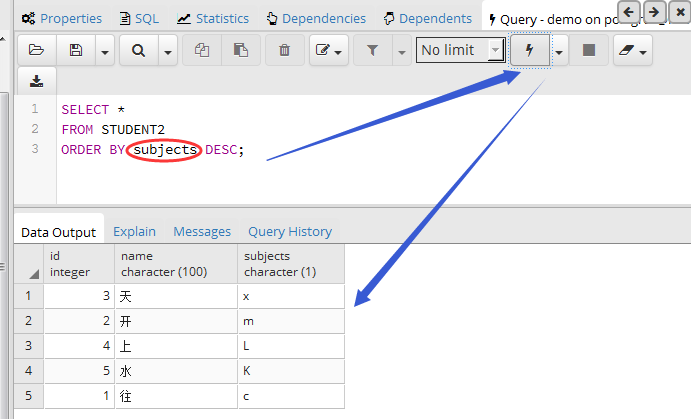 Properties SQL Statistics Dependencies Dependents Query - demo on postgre
SQL No limit
1 SELECT *
2 FROM STUDENT2
3 ORDER BY subjects DESC;
Data Output Explain Messages Query History
id name subjects
integer character (100) character (1)
1 3 天 x
2 2 开 m
3 4 上 L
4 5 水 K
5 1 往 c